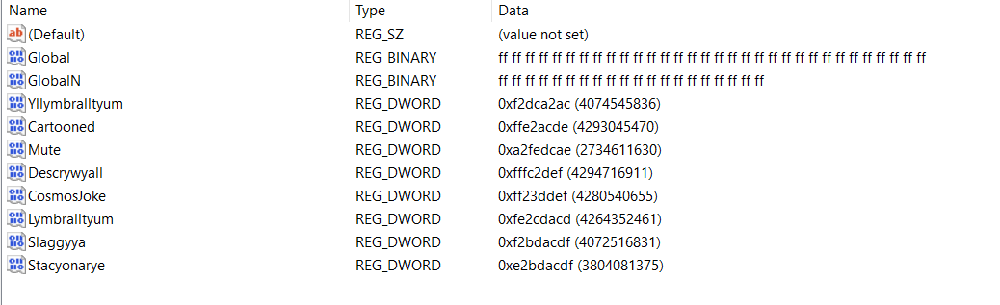 Name Type Data
ab (Default) REG_SZ (value not set)
Global REG_BINARY ff ff ff ff ff ff ff ff ff ff ff ff ff ff ff ff ff ff ff ff ff ff ff ff ff ff ff ff ff ff ff ff
GlobalN REG_BINARY ff ff ff ff ff ff ff ff ff ff ff ff ff ff ff ff ff ff ff ff
Yllymbralltyum REG_DWORD 0xf2dca2ac (4074545836)
Cartooned REG_DWORD 0xffe2acde (4293045470)
Mute REG_DWORD 0xa2fedcae (2734611630)
Descrywyall REG_DWORD 0xfffc2def (4294716911)
CosmosJoke REG_DWORD 0xff23ddef (4280540655)
Lymbralltyum REG_DWORD 0xfe2cdacd (4264352461)
Slaggyya REG_DWORD 0xf2bdacdf (4072516831)
Stacyonarye REG_DWORD 0xe2bdacdf (3804081375)